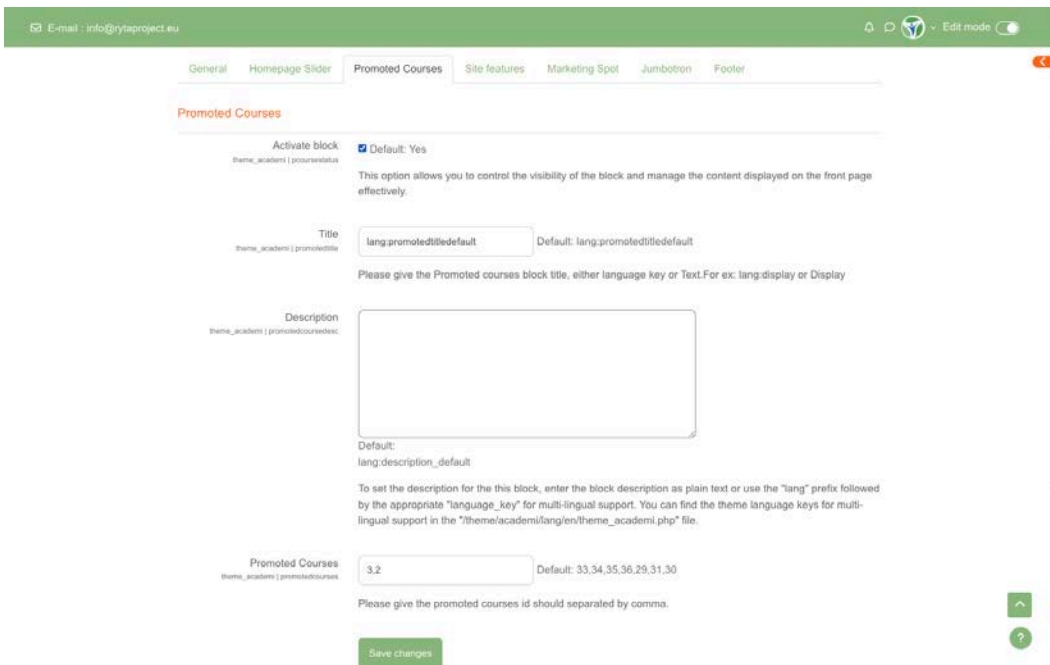 E-mail : info@rytaproject.eu
Edit mode
General Homepage Slider Promoted Courses Site features Marketing Spot Jumbotron Footer
Promoted Courses
Activate block
theme_academi | pcoursestatus
Default: Yes
This option allows you to control the visibility of the block and manage the content displayed on the front page
effectively.
Title
theme_academi | promotedtitle
lang:promotedtitledefault
Default: lang:promotedtitledefault
Please give the Promoted courses block title, either language key or Text.For ex: lang:display or Display
Description
theme_academi | promotedcoursedesc
Default:
lang:description_default
To set the description for the this block, enter the block description as plain text or use the "lang" prefix followed
by the appropriate "language_key" for multi-lingual support. You can find the theme language keys for multi-
lingual support in the "/theme/academi/lang/en/theme_academi.php" file.
Promoted Courses
theme_academi | promotedcourses
3,2
Default: 33,34,35,36,29,31,30
Please give the promoted courses id should separated by comma.
Save changes
?